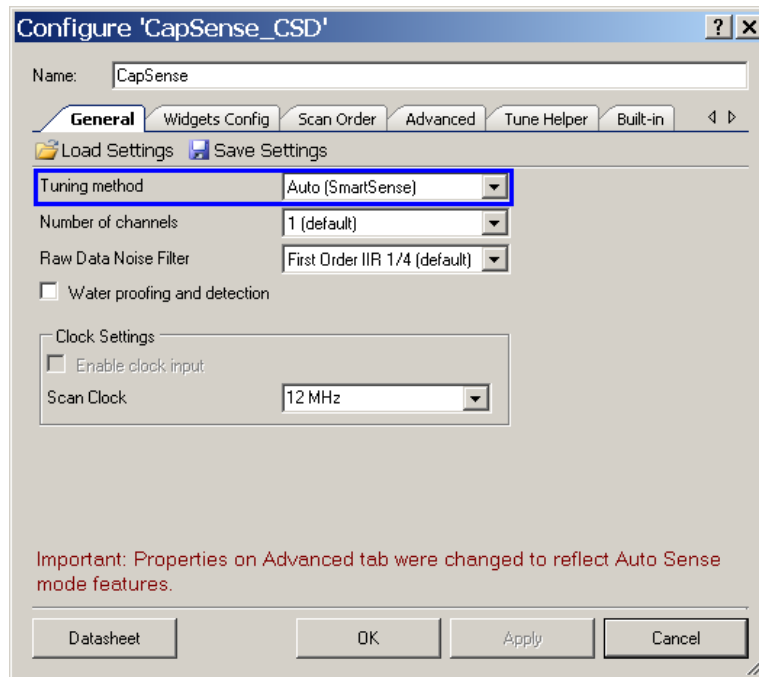 Configure 'CapSense_CSD'
Name: CapSense
General Widgets Config Scan Order Advanced Tune Helper Built-in
Load Settings Save Settings
Tuning method Auto (SmartSense)
Number of channels 1 (default)
Raw Data Noise Filter First Order IIR 1/4 (default)
Water proofing and detection
Clock Settings
Enable clock input
Scan Clock 12 MHz
Important: Properties on Advanced tab were changed to reflect Auto Sense
mode features.
Datasheet OK Apply Cancel